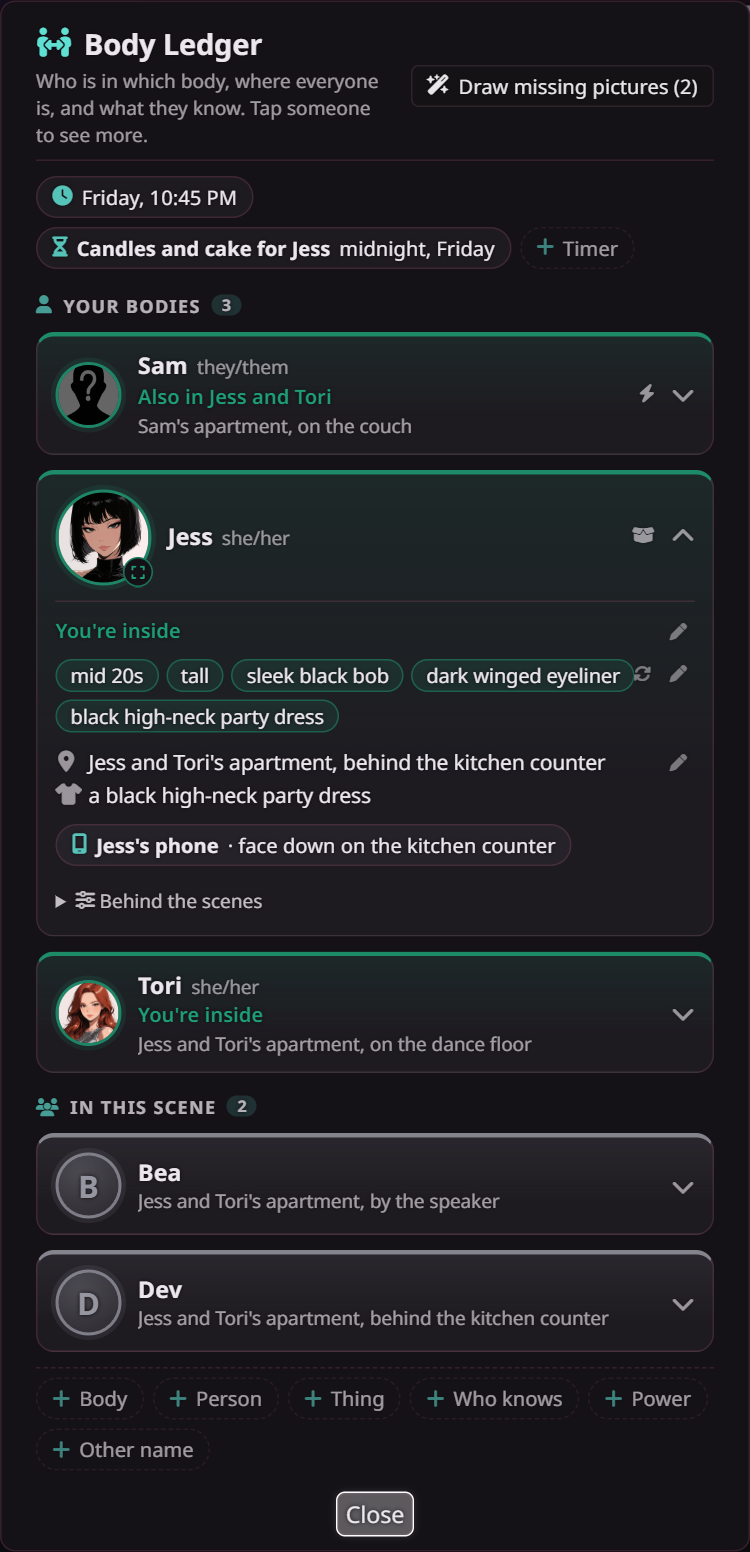 Body Ledger
Who is in which body, where everyone
is, and what they know. Tap someone
to see more.
Draw missing pictures (2)
Friday, 10:45 PM
Candles and cake for Jess midnight, Friday
+ Timer
YOUR BODIES 3
Sam they/them
Also in Jess and Tori
Sam's apartment, on the couch
?
Jess she/her
You're inside
mid 20s tall sleek black bob dark winged eyeliner
black high-neck party dress
Jess and Tori's apartment, behind the kitchen counter
a black high-neck party dress
Jess's phone · face down on the kitchen counter
Behind the scenes
Tori she/her
You're inside
Jess and Tori's apartment, on the dance floor
IN THIS SCENE 2
B
Bea
Jess and Tori's apartment, by the speaker
D
Dev
Jess and Tori's apartment, behind the kitchen counter
+ Body + Person + Thing + Who knows + Power
+ Other name
Close